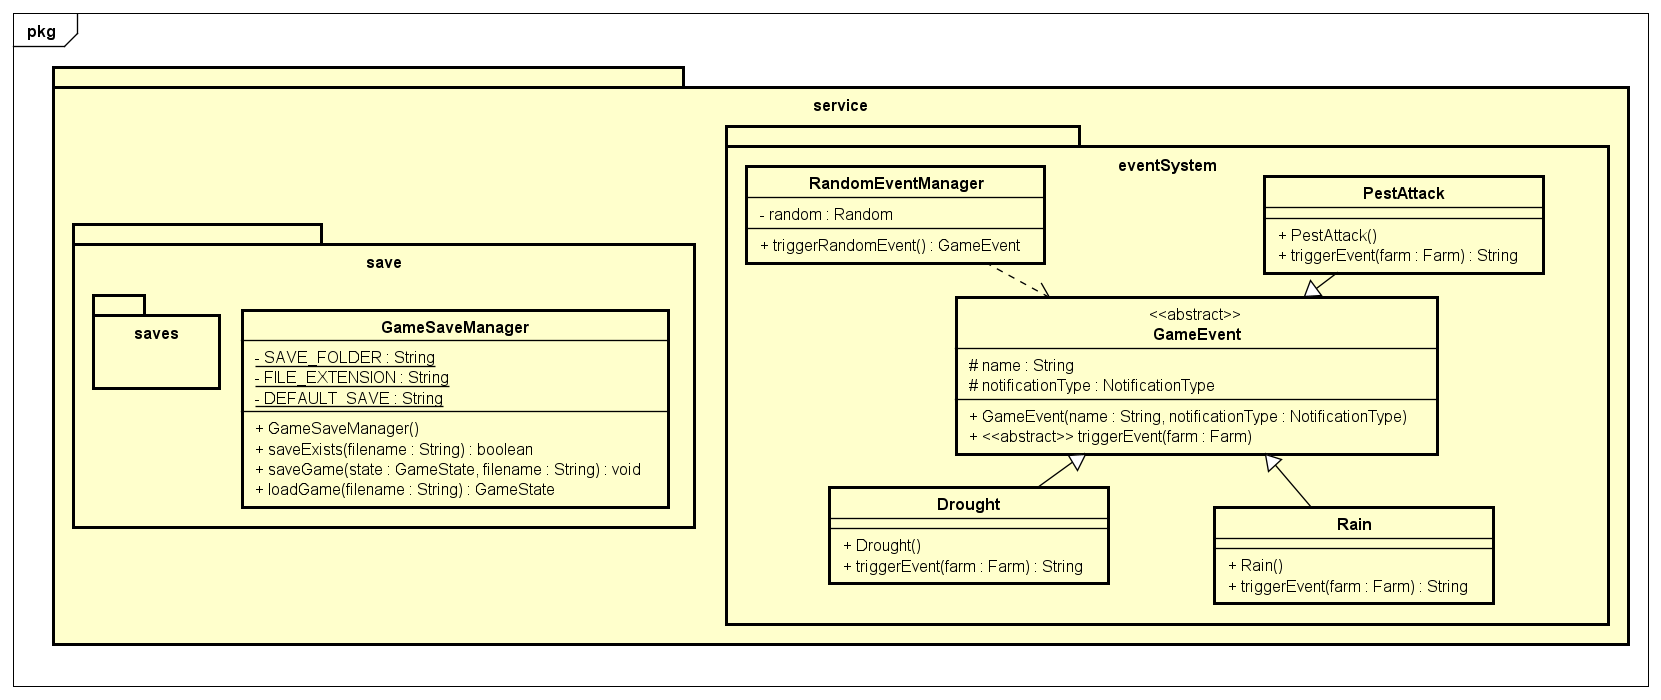 pkg
service
save
saves
GameSaveManager
- SAVE_FOLDER : String
- FILE_EXTENSION : String
- DEFAULT_SAVE : String
+ GameSaveManager()
+ saveExists(filename : String) : boolean
+ saveGame(state : GameState, filename : String) : void
+ loadGame(filename : String) : GameState
eventSystem
RandomEventManager
- random : Random
+ triggerRandomEvent() : GameEvent
PestAttack
+ PestAttack()
+ triggerEvent(farm : Farm) : String
<<abstract>>
GameEvent
# name : String
# notificationType : NotificationType
+ GameEvent(name : String, notificationType : NotificationType)
+ <<abstract>> triggerEvent(farm : Farm)
Drought
+ Drought()
+ triggerEvent(farm : Farm) : String
Rain
+ Rain()
+ triggerEvent(farm : Farm) : String